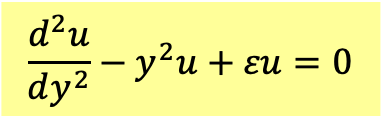 d²u/dy² − y²u + εu = 0